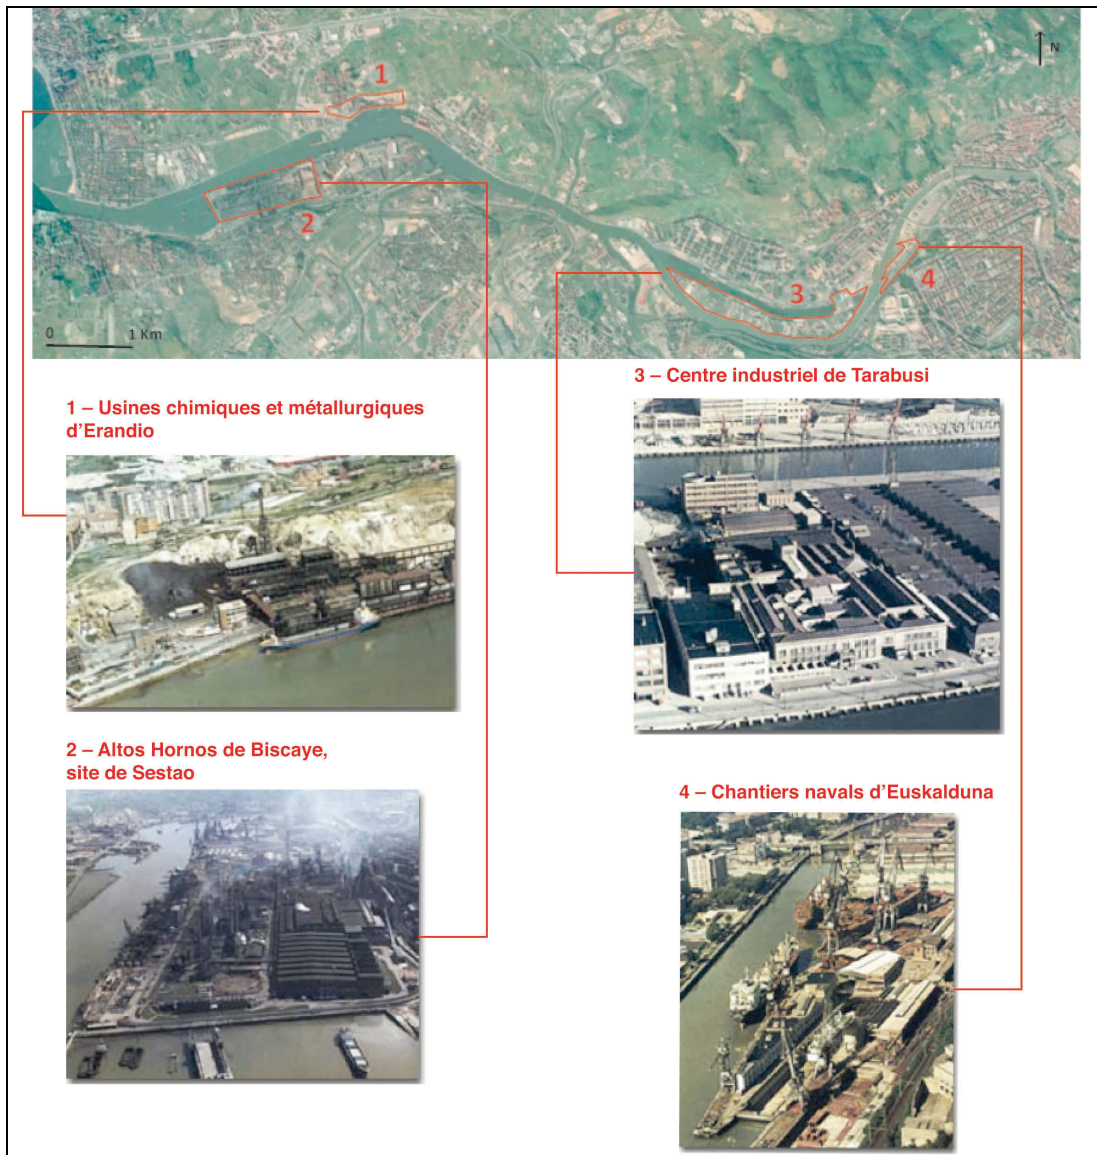 N
1
2
3
4
0 1 Km
1 – Usines chimiques et métallurgiques
d’Erandio
2 – Altos Hornos de Biscaye,
site de Sestao
3 – Centre industriel de Tarabusi
4 – Chantiers navals d’Euskalduna